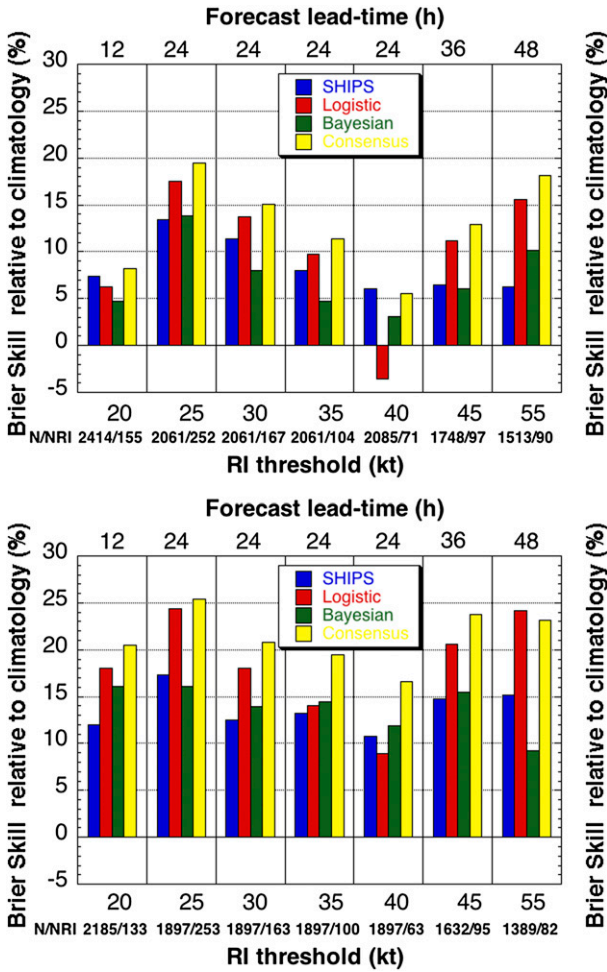 Forecast lead-time (h)
12 24 24 24 24 36 48
Brier Skill relative to climatology (%)
30
25
20
15
10
5
0
-5
SHIPS
Logistic
Bayesian
Consensus
Brier Skill relative to climatology (%)
20 25 30 35 40 45 55
N/NRI 2414/155 2061/252 2061/167 2061/104 2085/71 1748/97 1513/90
RI threshold (kt)
Forecast lead-time (h)
12 24 24 24 24 36 48
Brier Skill relative to climatology (%)
30
25
20
15
10
5
0
-5
SHIPS
Logistic
Bayesian
Consensus
Brier Skill relative to climatology (%)
20 25 30 35 40 45 55
N/NRI 2185/133 1897/253 1897/163 1897/100 1897/63 1632/95 1389/82
RI threshold (kt)